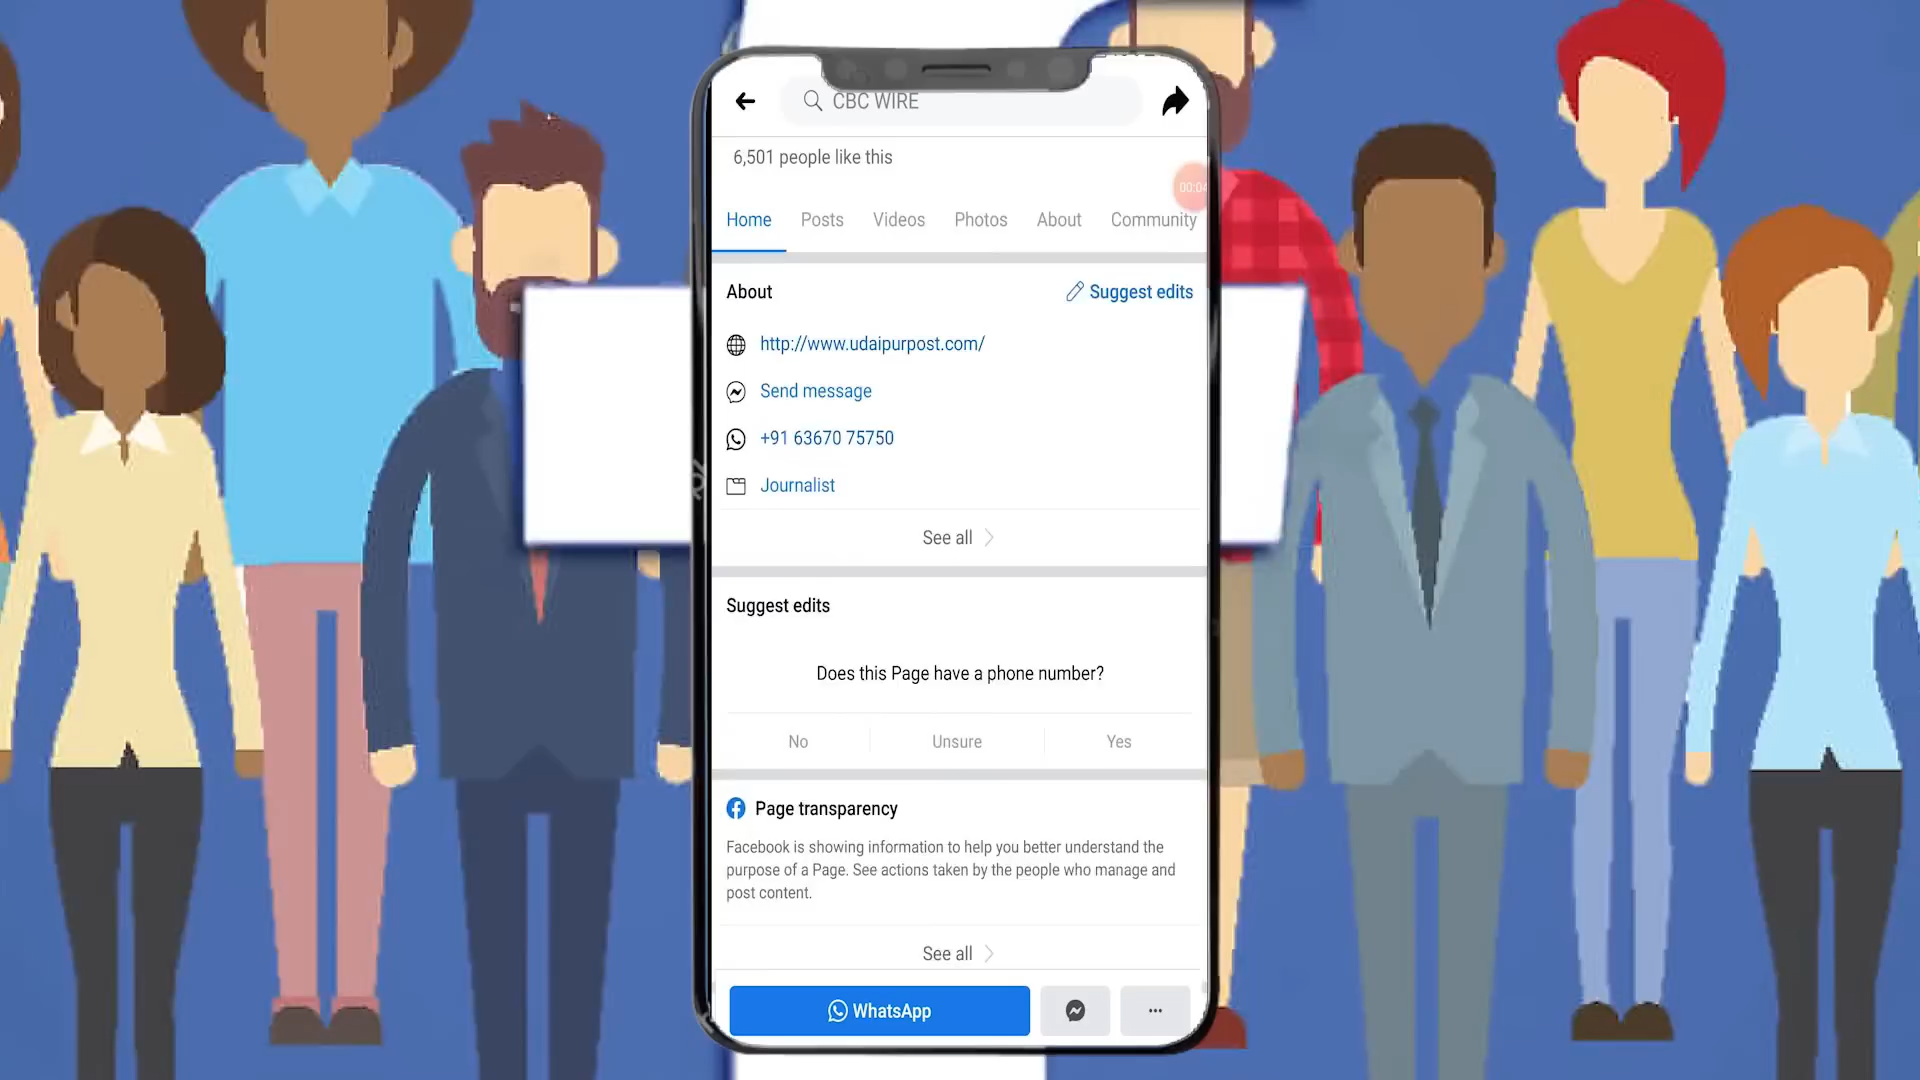 CBC WIRE
6,501 people like this
00:04
Home Posts Videos Photos About Community
About Suggest edits
http://www.udaipurpost.com/
Send message
+91 63670 75750
Journalist
See all
Suggest edits
Does this Page have a phone number?
No Unsure Yes
Page transparency
Facebook is showing information to help you better understand the
purpose of a Page. See actions taken by the people who manage and
post content.
See all
WhatsApp